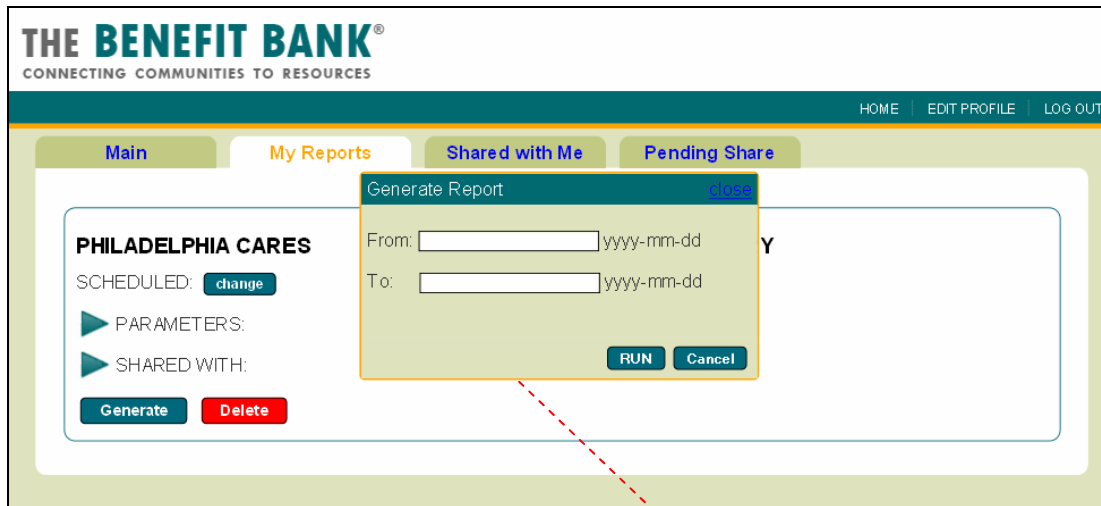 THE BENEFIT BANK®
CONNECTING COMMUNITIES TO RESOURCES
HOME EDIT PROFILE LOG OUT
Main My Reports Shared with Me Pending Share
Generate Report close
From: yyyy-mm-dd
To: yyyy-mm-dd
RUN Cancel
PHILADELPHIA CARES Y
SCHEDULED: change
PARAMETERS:
SHARED WITH:
Generate Delete